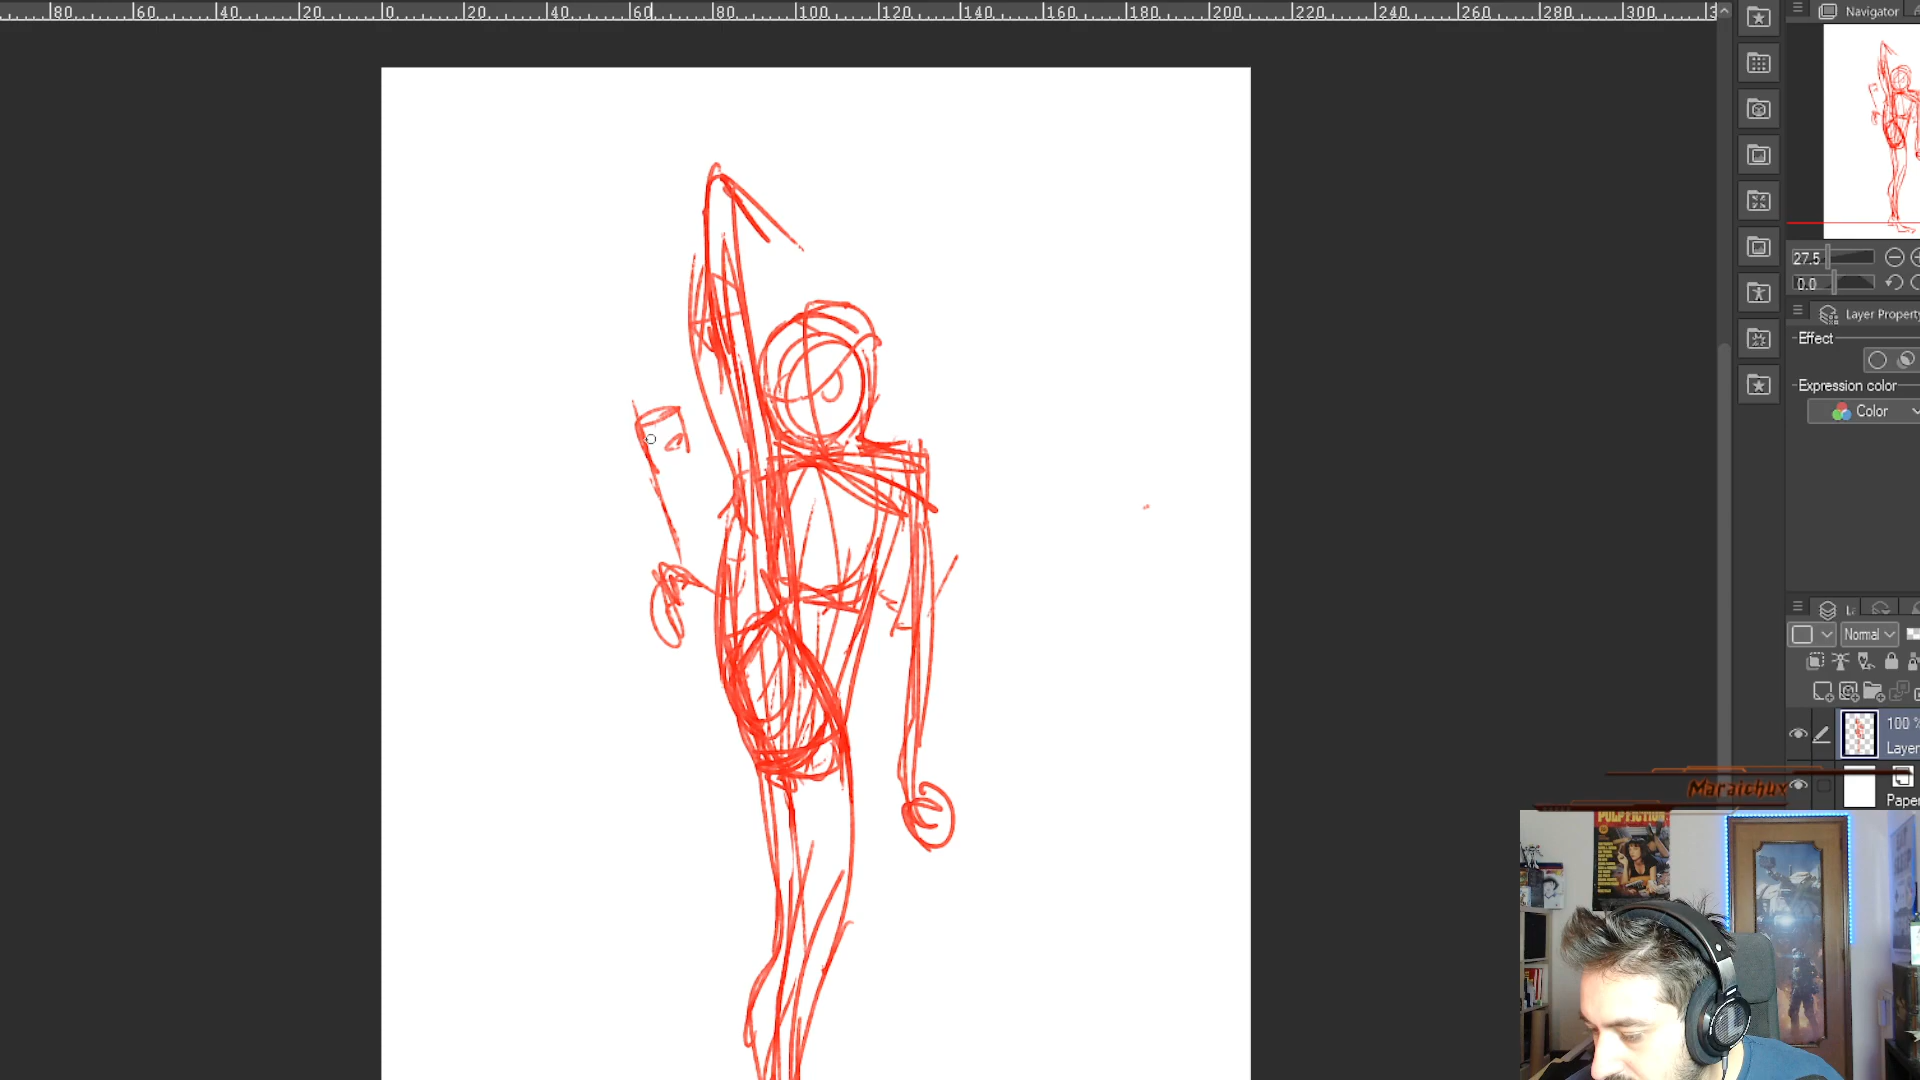 80 60 40 20 0 20 40 60 80 100 120 140 160 180 200 220 240 260 280 300 3
Navigator
27.5
0.0
Layer Property
Effect
Expression color
Color
Normal
100 %
Layer
Paper
Maraichux
PULP FICTION